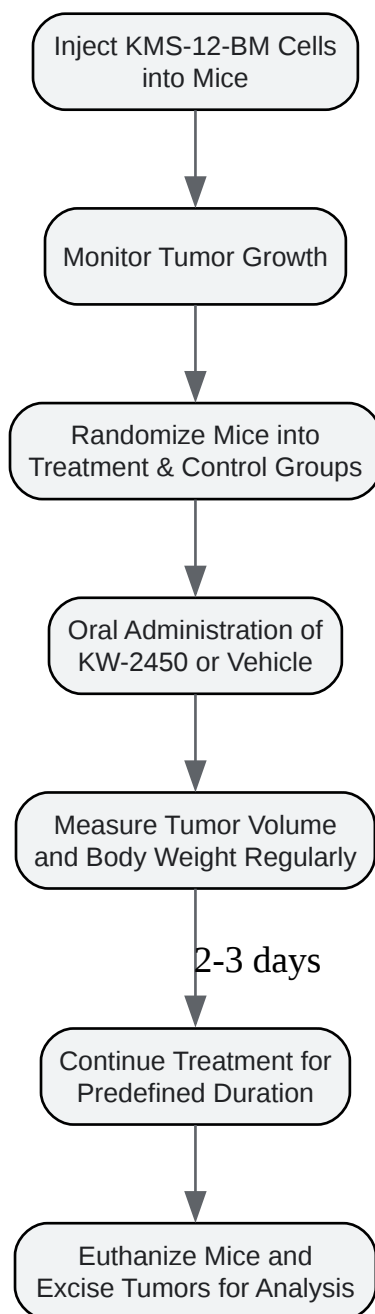 Inject KMS-12-BM Cells
into Mice
Monitor Tumor Growth
Randomize Mice into
Treatment & Control Groups
Oral Administration of
KW-2450 or Vehicle
Measure Tumor Volume
and Body Weight Regularly
2-3 days
Continue Treatment for
Predefined Duration
Euthanize Mice and
Excise Tumors for Analysis